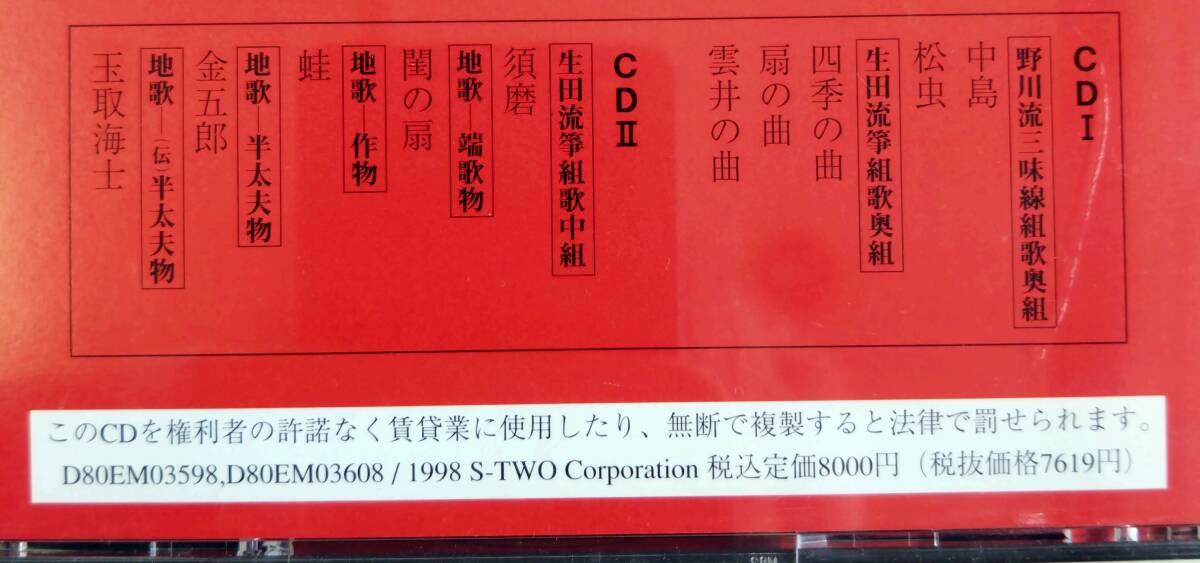 CDⅠ
野川流三味線組歌奥組
中島
松虫
生田流箏組歌奥組
四季の曲
扇の曲
雲井の曲
CDⅡ
生田流箏組歌中組
須磨
地歌─端歌物
閨の扇
地歌─作物
蛙
地歌─半太夫物
金五郎
地歌─(伝)半太夫物
玉取海士
このCDを権利者の許諾なく賃貸業に使用したり、無断で複製すると法律で罰せられます。
D80EM03598,D80EM03608 / 1998 S-TWO Corporation 税込定価8000円（税抜価格7619円）